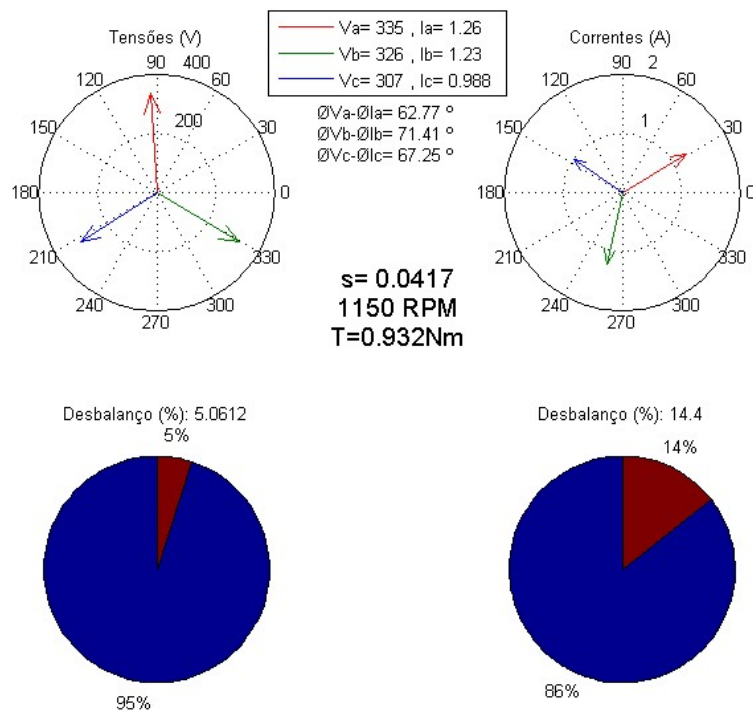 Tensões (V)
Va= 335 , Ia= 1.26
Vb= 326 , Ib= 1.23
Vc= 307 , Ic= 0.988
Correntes (A)
ØVa-ØIa= 62.77 º
ØVb-ØIb= 71.41 º
ØVc-ØIc= 67.25 º
90 400
120 60
200
150 30
180 0
210 330
240 300
270
90 2
120 60
1
150 30
180 0
210 330
240 300
270
s= 0.0417
1150 RPM
T=0.932Nm
Desbalanço (%): 5.0612
5%
95%
Desbalanço (%): 14.4
14%
86%